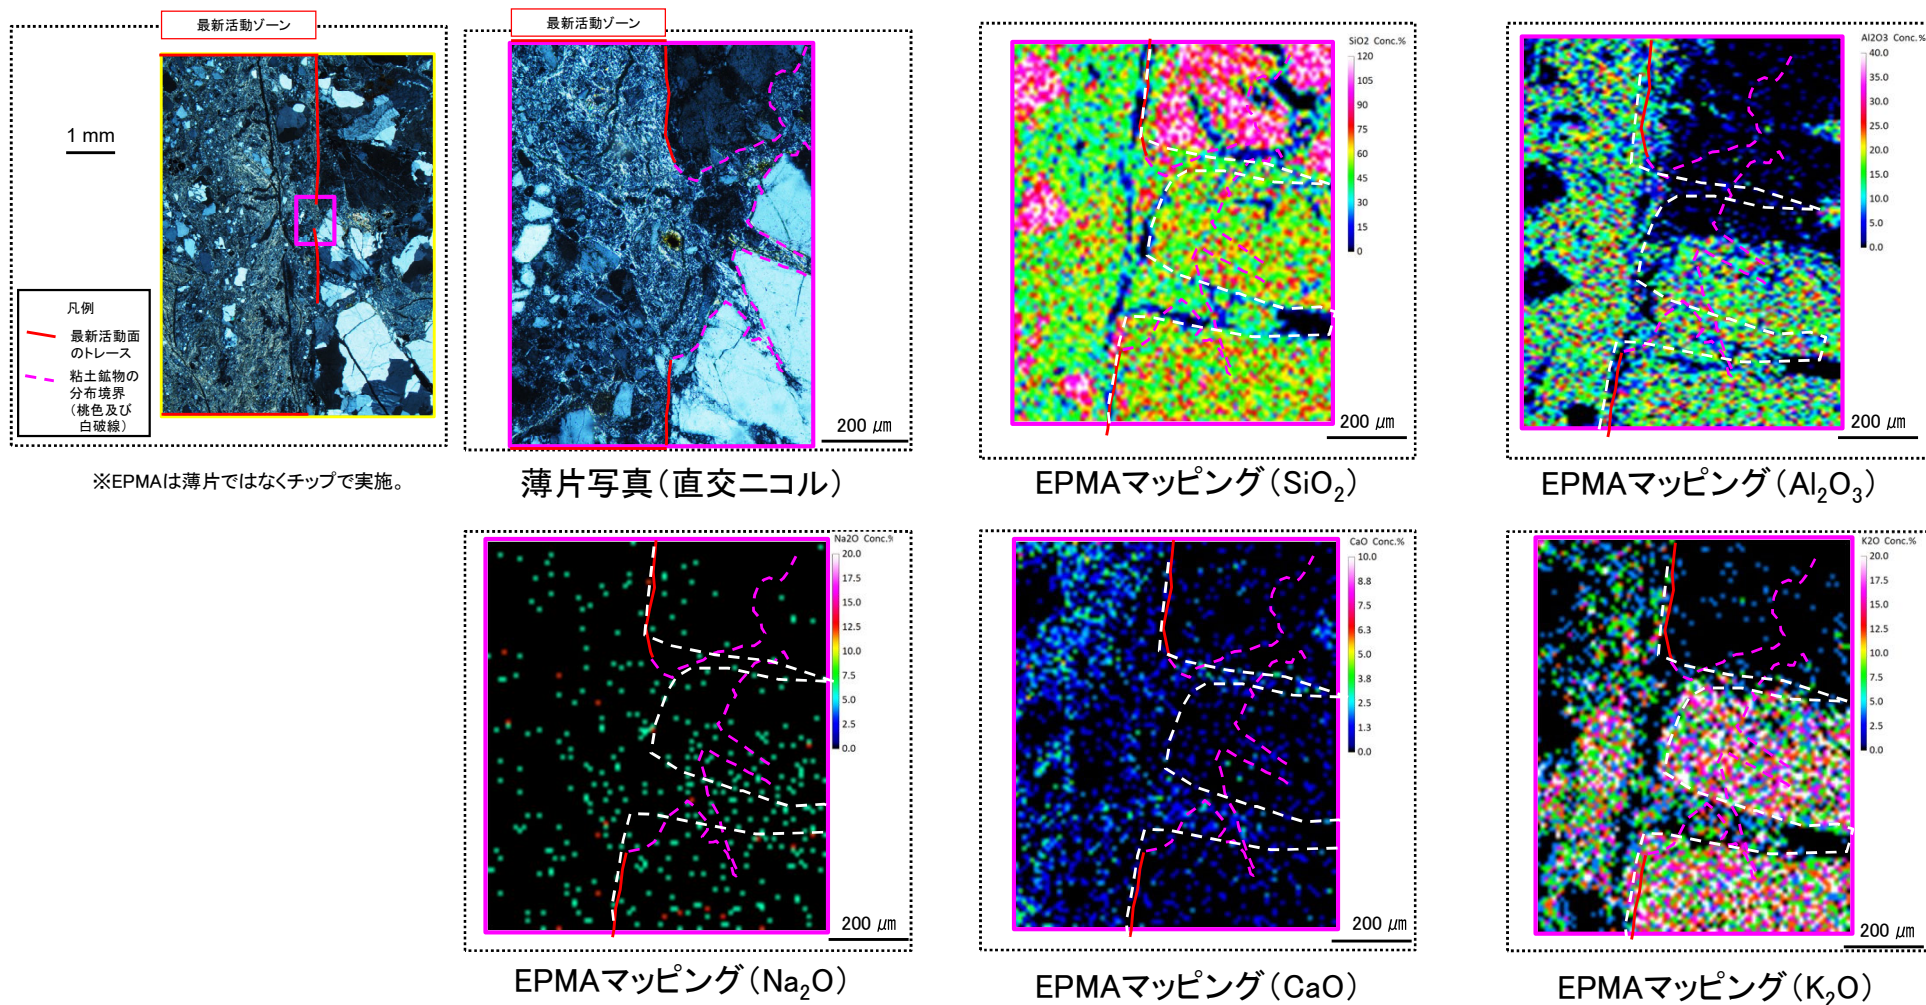 最新活動ゾーン
1 mm
凡例
最新活動面
のトレース
粘土鉱物の
分布境界
(桃色及び
白破線)
※EPMAは薄片ではなくチップで実施。
最新活動ゾーン
200 ㎛
薄片写真(直交ニコル)
SiO2 Conc.%
120
105
90
75
60
45
30
15
0
200 ㎛
EPMAマッピング(SiO₂)
Al2O3 Conc.%
40.0
35.0
30.0
25.0
20.0
15.0
10.0
5.0
0.0
200 ㎛
EPMAマッピング(Al₂O₃)
Na2O Conc.%
20.0
17.5
15.0
12.5
10.0
7.5
5.0
2.5
0.0
200 ㎛
EPMAマッピング(Na₂O)
CaO Conc.%
10.0
8.8
7.5
6.3
5.0
3.8
2.5
1.3
0.0
200 ㎛
EPMAマッピング(CaO)
K2O Conc.%
20.0
17.5
15.0
12.5
10.0
7.5
5.0
2.5
0.0
200 ㎛
EPMAマッピング(K₂O)